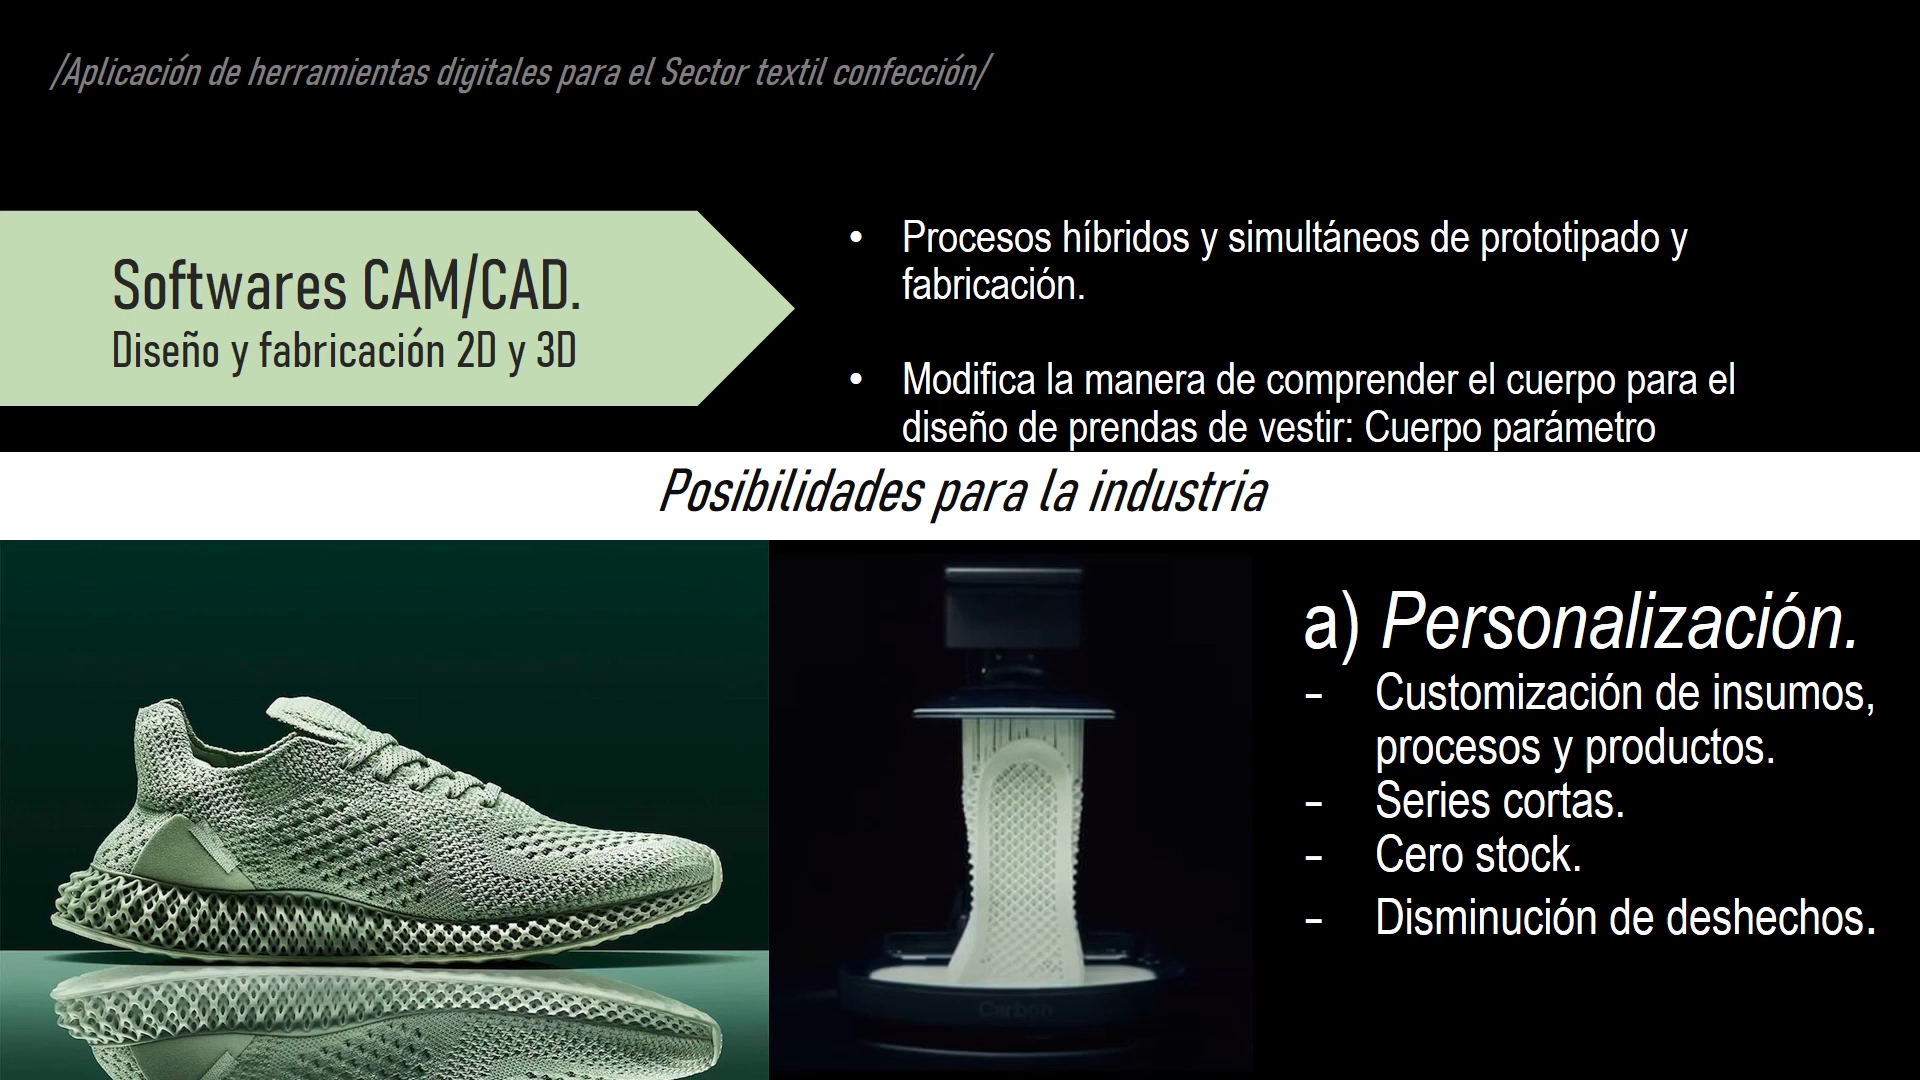 /Aplicación de herramientas digitales para el Sector textil confección/
Softwares CAM/CAD.
Diseño y fabricación 2D y 3D
• Procesos híbridos y simultáneos de prototipado y
fabricación.
• Modifica la manera de comprender el cuerpo para el
diseño de prendas de vestir: Cuerpo parámetro
Posibilidades para la industria
a) Personalización.
- Customización de insumos,
procesos y productos.
- Series cortas.
- Cero stock.
- Disminución de deshechos.
Carbon